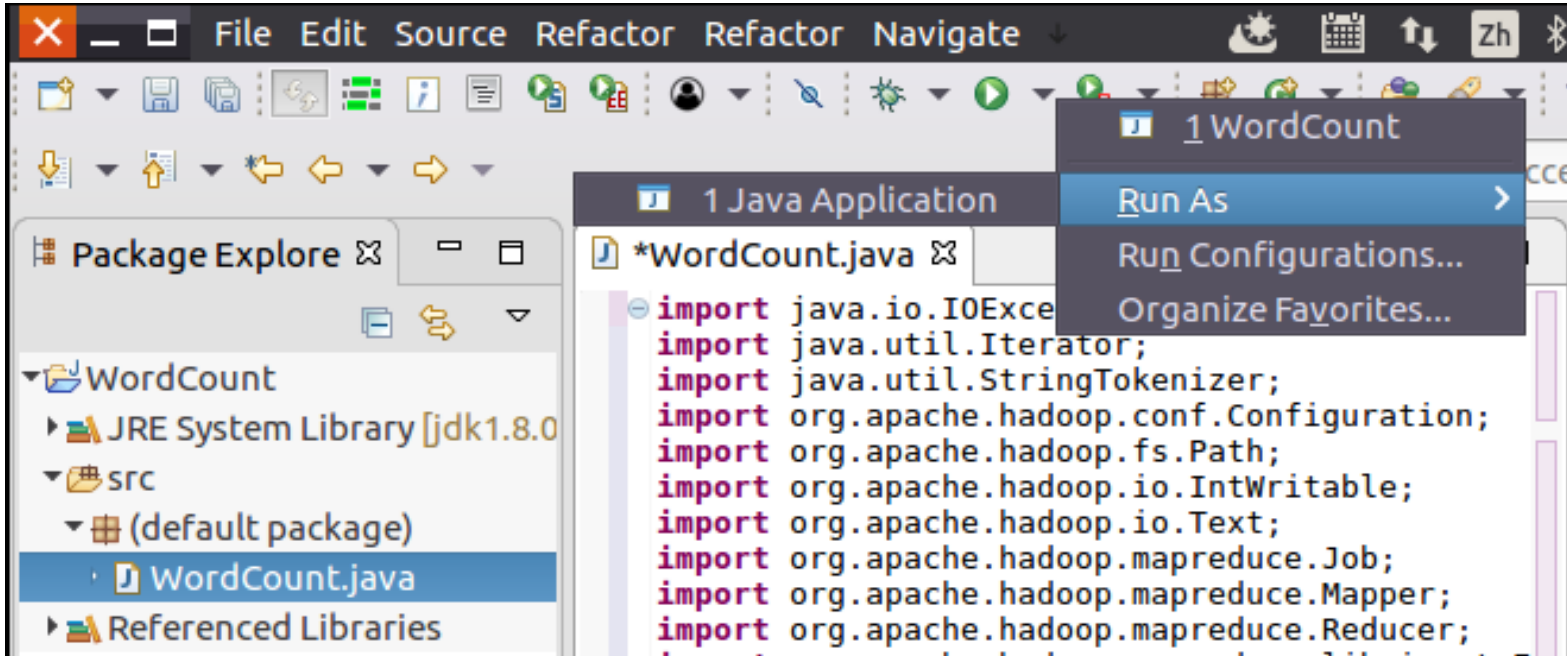 File Edit Source Refactor Refactor Navigate
Zh
1 WordCount
1 Java Application
Run As
Run Configurations...
Organize Favorites...
Package Explore
*WordCount.java
WordCount
JRE System Library [jdk1.8.0
src
(default package)
WordCount.java
Referenced Libraries
import java.io.IOExce
import java.util.Iterator;
import java.util.StringTokenizer;
import org.apache.hadoop.conf.Configuration;
import org.apache.hadoop.fs.Path;
import org.apache.hadoop.io.IntWritable;
import org.apache.hadoop.io.Text;
import org.apache.hadoop.mapreduce.Job;
import org.apache.hadoop.mapreduce.Mapper;
import org.apache.hadoop.mapreduce.Reducer;